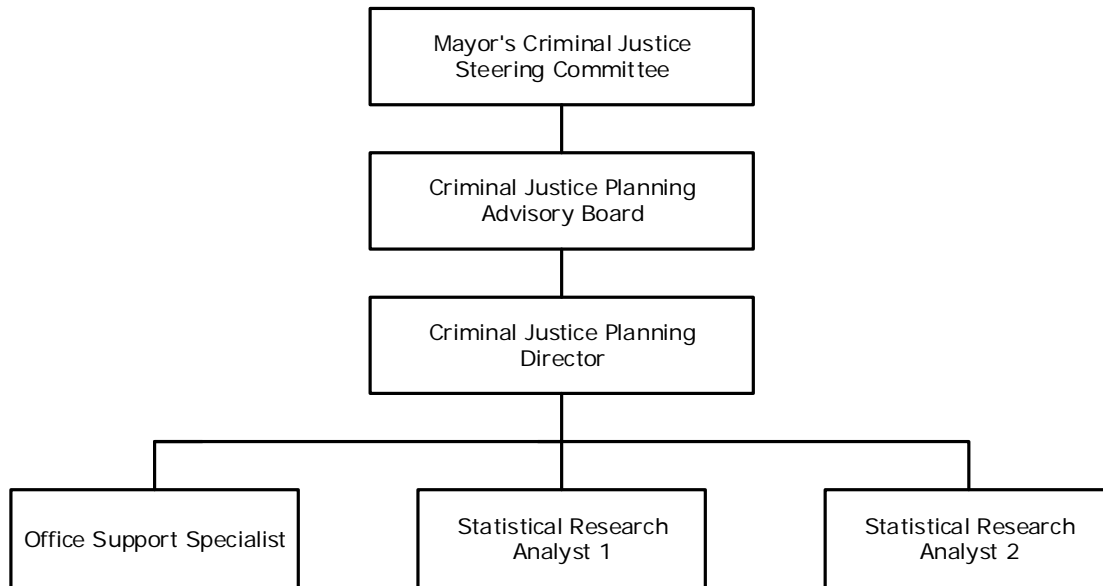 Mayor's Criminal Justice
Steering Committee
Criminal Justice Planning
Advisory Board
Criminal Justice Planning
Director
Office Support Specialist
Statistical Research
Analyst 1
Statistical Research
Analyst 2